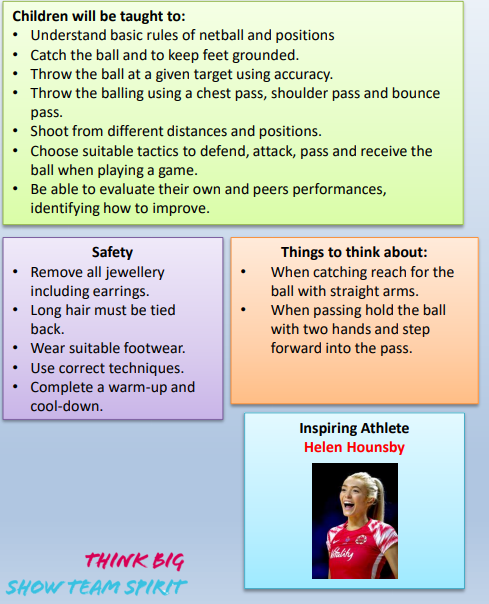 Children will be taught to:
• Understand basic rules of netball and positions
• Catch the ball and to keep feet grounded.
• Throw the ball at a given target using accuracy.
• Throw the balling using a chest pass, shoulder pass and bounce
pass.
• Shoot from different distances and positions.
• Choose suitable tactics to defend, attack, pass and receive the
ball when playing a game.
• Be able to evaluate their own and peers performances,
identifying how to improve.
Safety
• Remove all jewellery
including earrings.
• Long hair must be tied
back.
• Wear suitable footwear.
• Use correct techniques.
• Complete a warm-up and
cool-down.
Things to think about:
• When catching reach for the
ball with straight arms.
• When passing hold the ball
with two hands and step
forward into the pass.
Inspiring Athlete
Helen Hounsby
Vitality
THINK BIG
SHOW TEAM SPIRIT